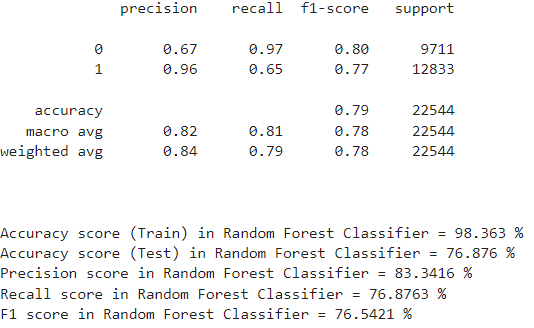 precision recall f1-score support
0 0.67 0.97 0.80 9711
1 0.96 0.65 0.77 12833
accuracy 0.79 22544
macro avg 0.82 0.81 0.78 22544
weighted avg 0.84 0.79 0.78 22544
Accuracy score (Train) in Random Forest Classifier = 98.363 %
Accuracy score (Test) in Random Forest Classifier = 76.876 %
Precision score in Random Forest Classifier = 83.3416 %
Recall score in Random Forest Classifier = 76.8763 %
F1 score in Random Forest Classifier = 76.5421 %